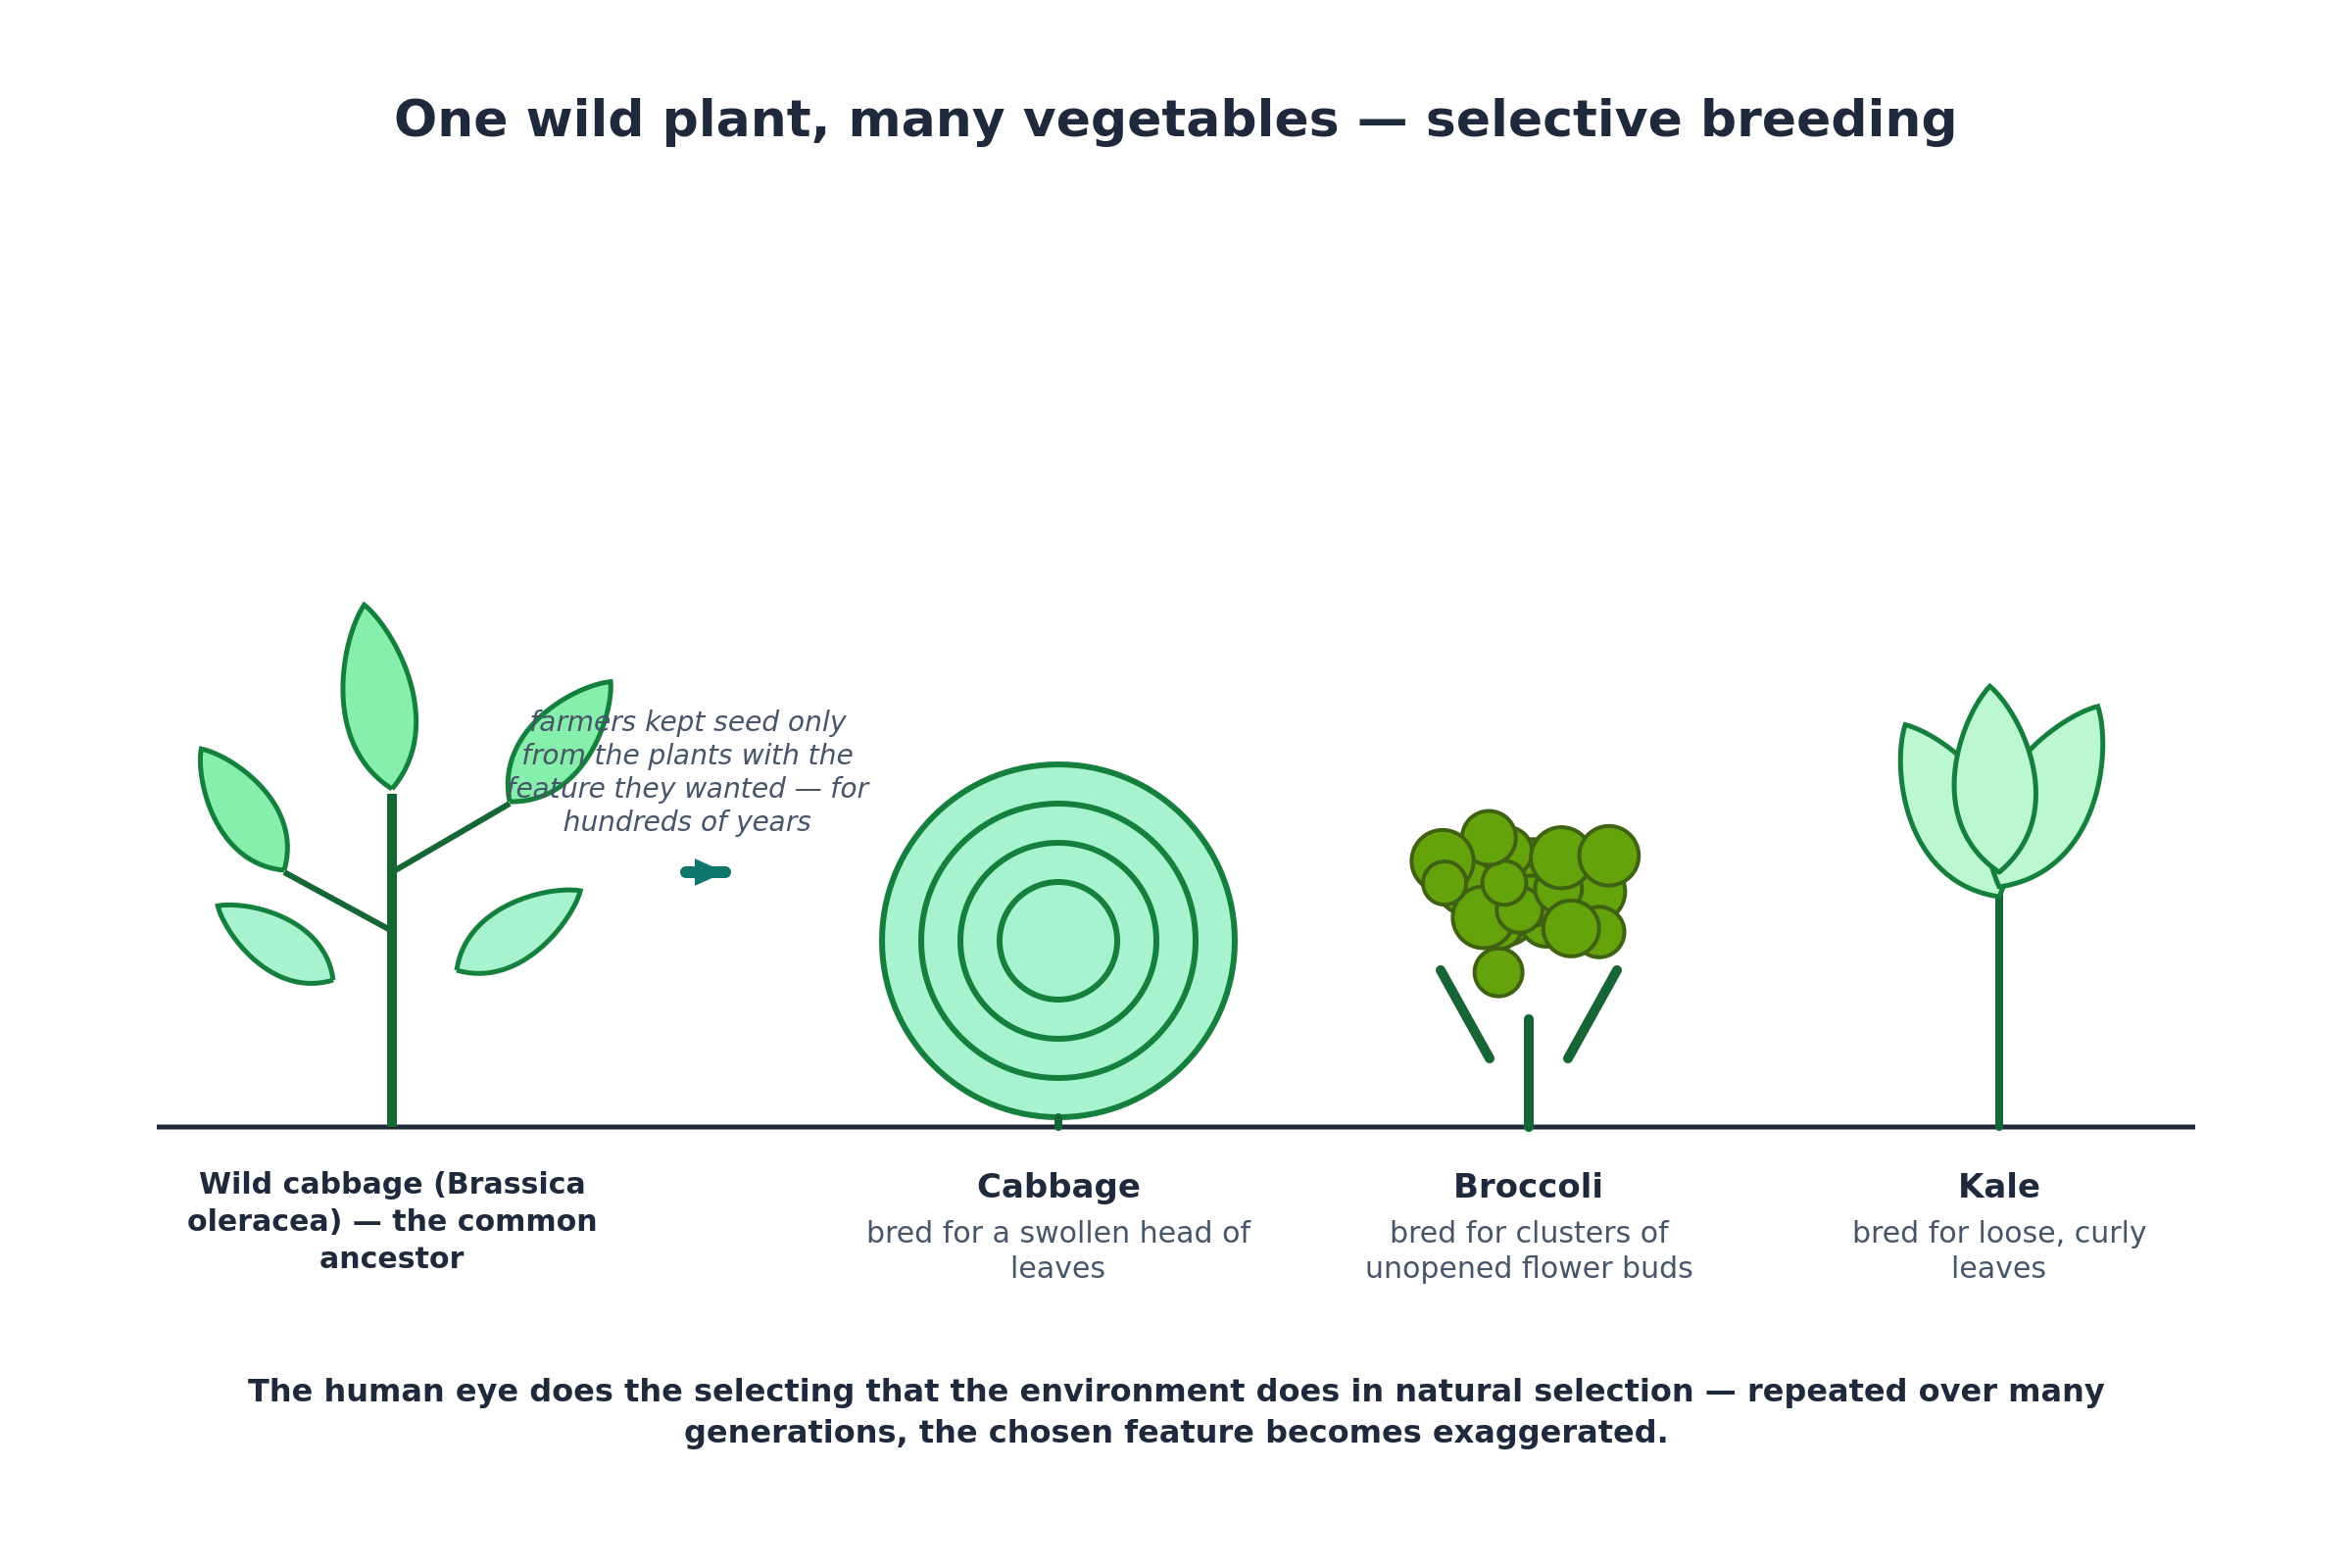 One wild plant, many vegetables — selective breeding
farmers kept seed only
from the plants with the
feature they wanted — for
hundreds of years
Wild cabbage (Brassica
oleracea) — the common
ancestor
Cabbage
bred for a swollen head of
leaves
Broccoli
bred for clusters of
unopened flower buds
Kale
bred for loose, curly
leaves
The human eye does the selecting that the environment does in natural selection — repeated over many
generations, the chosen feature becomes exaggerated.